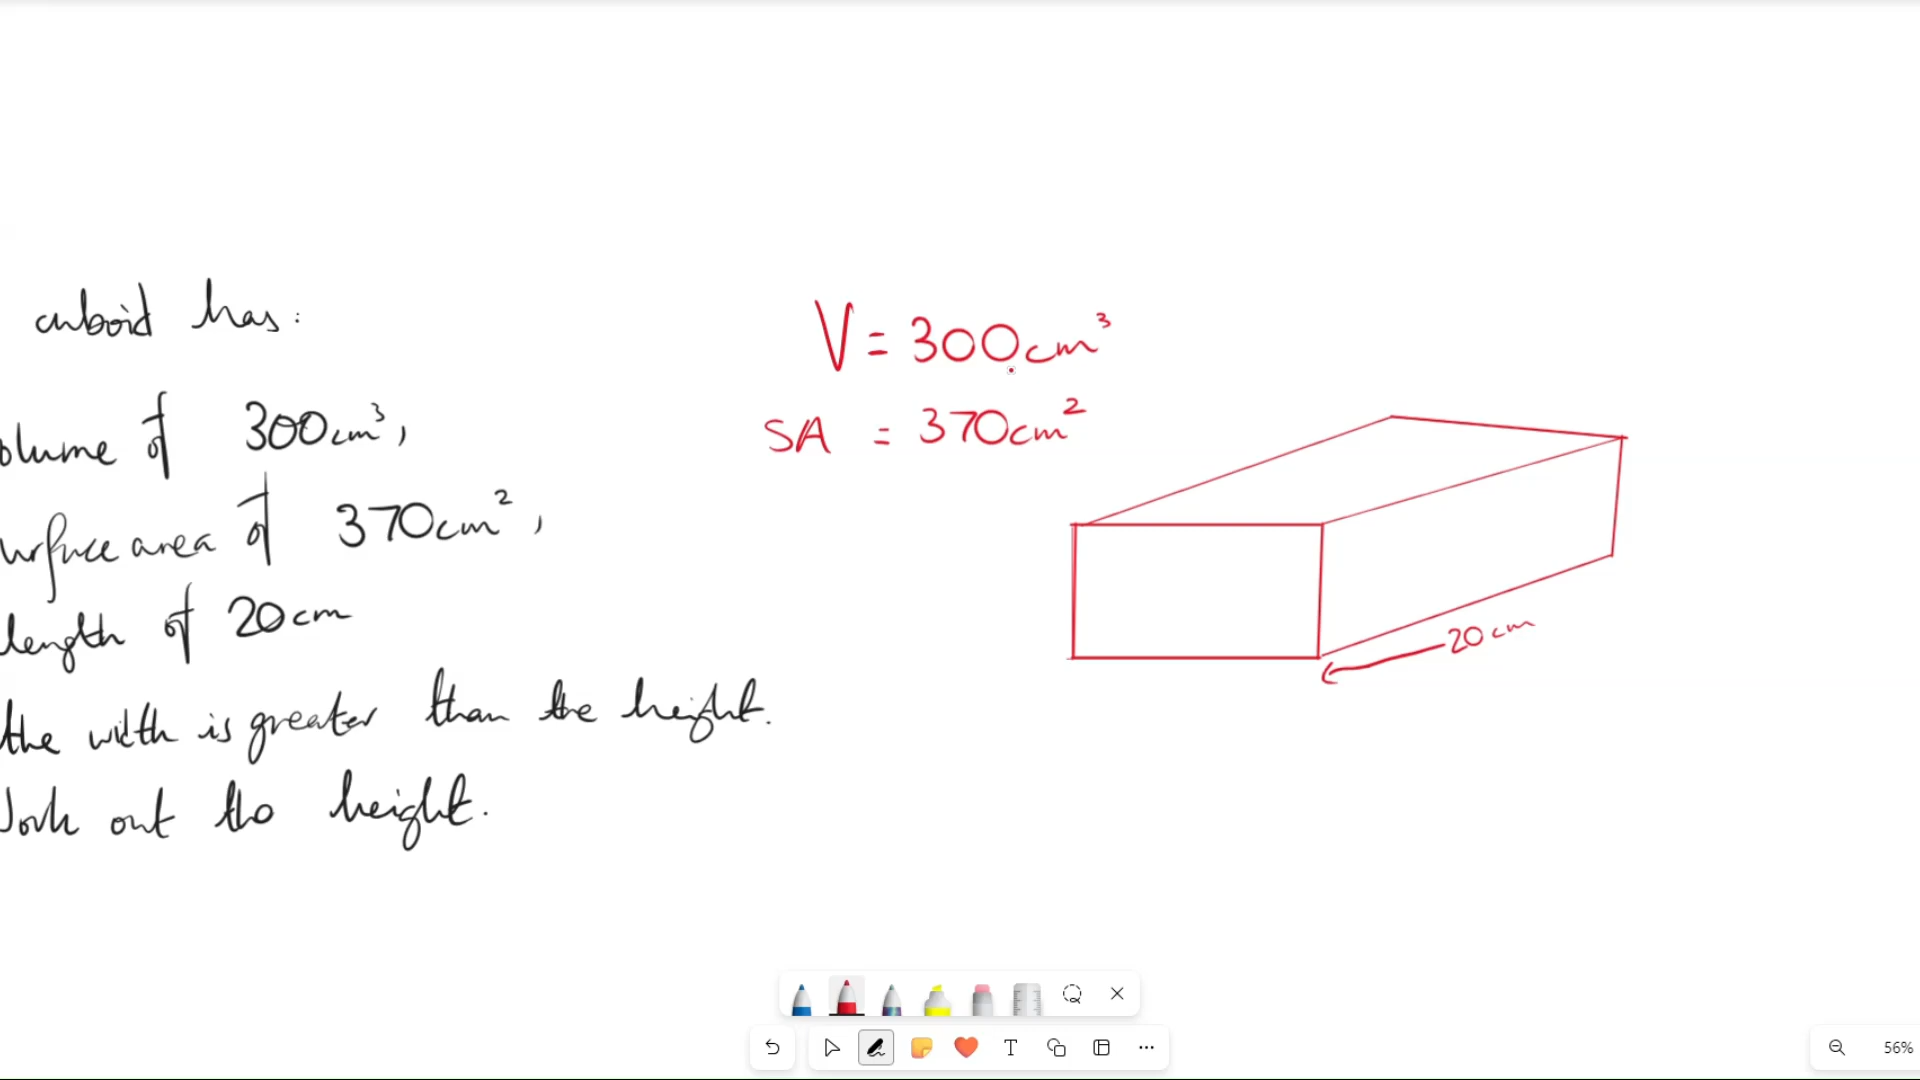 cuboid has:
olume of 300cm³,
urface area of 370cm²,
length of 20cm
the width is greater than the height.
out the height.
V = 300cm³
SA = 370cm²
20cm
T
56%